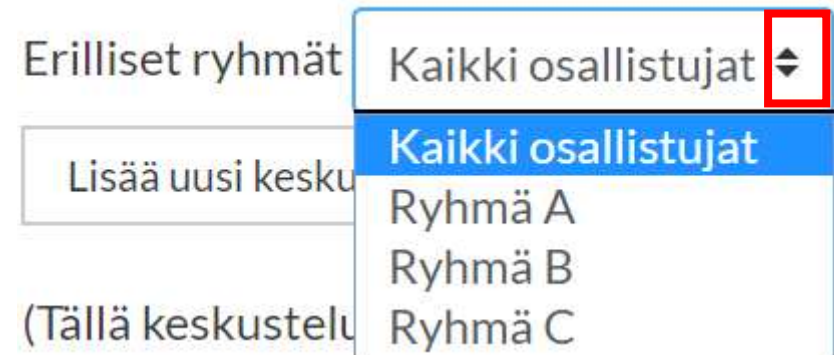 Erilliset ryhmät Kaikki osallistujat
Kaikki osallistujat
Lisää uusi kesku
Ryhmä A
Ryhmä B
(Tällä keskustelu
Ryhmä C